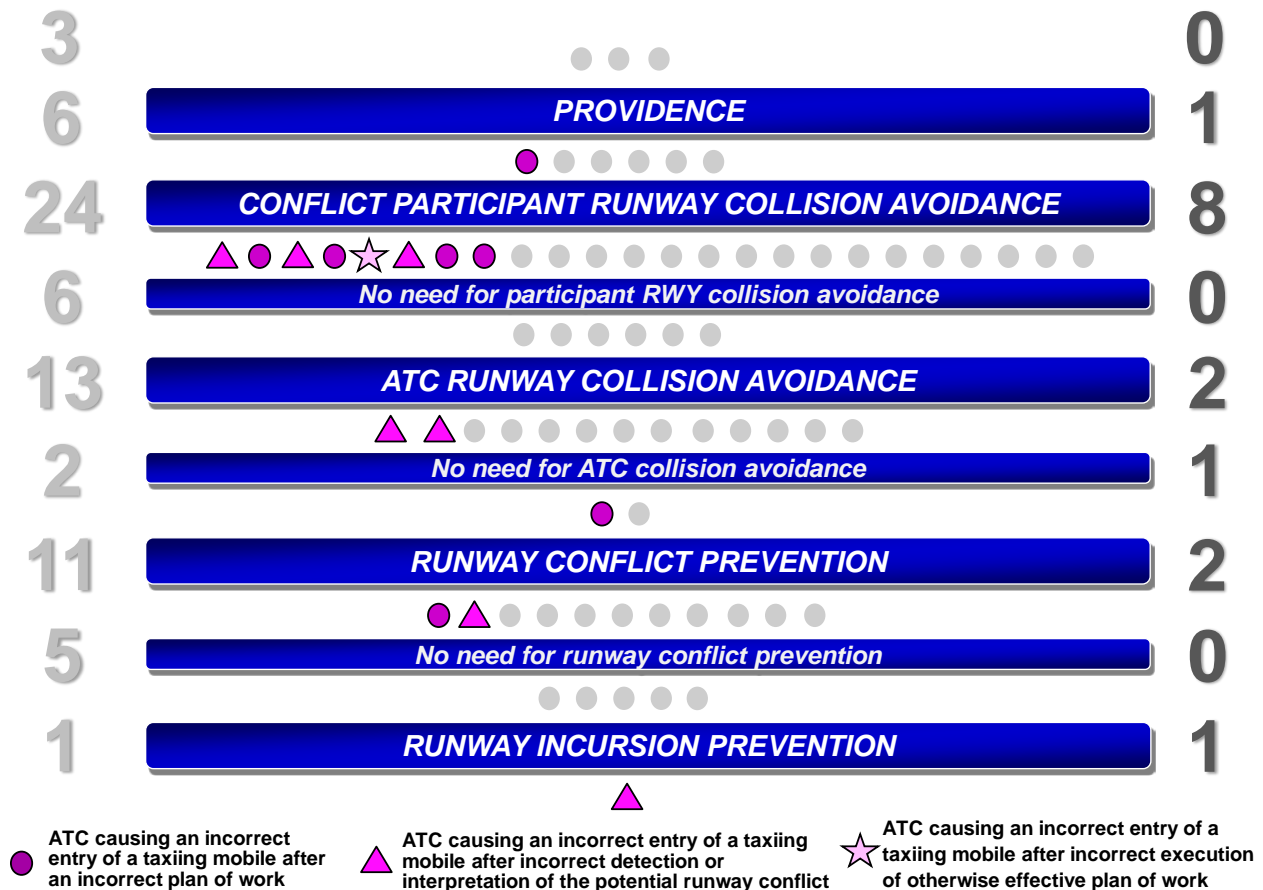 3
0
6
PROVIDENCE
1
24
CONFLICT PARTICIPANT RUNWAY COLLISION AVOIDANCE
8
6
No need for participant RWY collision avoidance
0
13
ATC RUNWAY COLLISION AVOIDANCE
2
2
No need for ATC collision avoidance
1
11
RUNWAY CONFLICT PREVENTION
2
5
No need for runway conflict prevention
0
1
RUNWAY INCURSION PREVENTION
1
ATC causing an incorrect
entry of a taxiing mobile after
an incorrect plan of work
ATC causing an incorrect entry of a taxiing
mobile after incorrect detection or
interpretation of the potential runway conflict
ATC causing an incorrect entry of a
taxiing mobile after incorrect execution
of otherwise effective plan of work